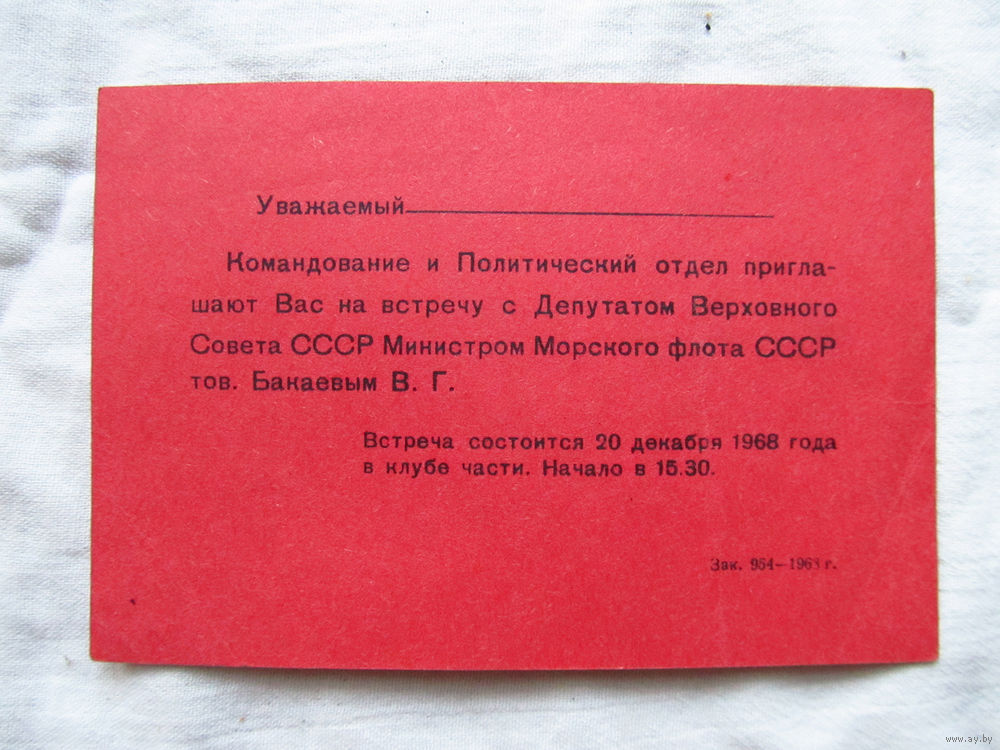 Уважаемый
Командование и Политический отдел пригла-
шают Вас на встречу с Депутатом Верховного
Совета СССР Министром Морского флота СССР
тов. Бакаевым В. Г.
Встреча состоится 20 декабря 1968 года
в клубе части. Начало в 15.30.
Зак. 954—1968 г.
www.ay.by